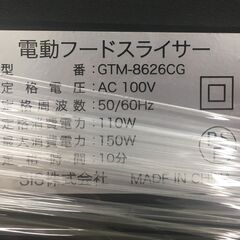 電動フードスライサー
型 番：GTM-8626CG
定格電圧：AC 100V
定格周波数：50/60Hz
定格消費電力：110W
最大消費電力：150W
定格時間：10分
SIS株式会社 MADE IN CHINA